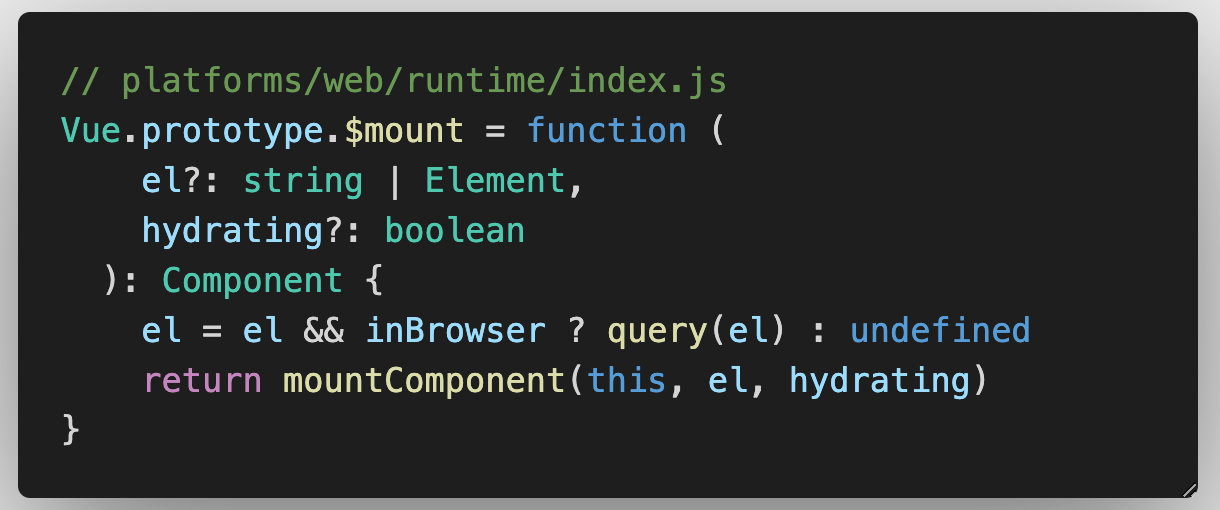 // platforms/web/runtime/index.js
Vue.prototype.$mount = function (
    el?: string | Element,
    hydrating?: boolean
  ): Component {
    el = el && inBrowser ? query(el) : undefined
    return mountComponent(this, el, hydrating)
}